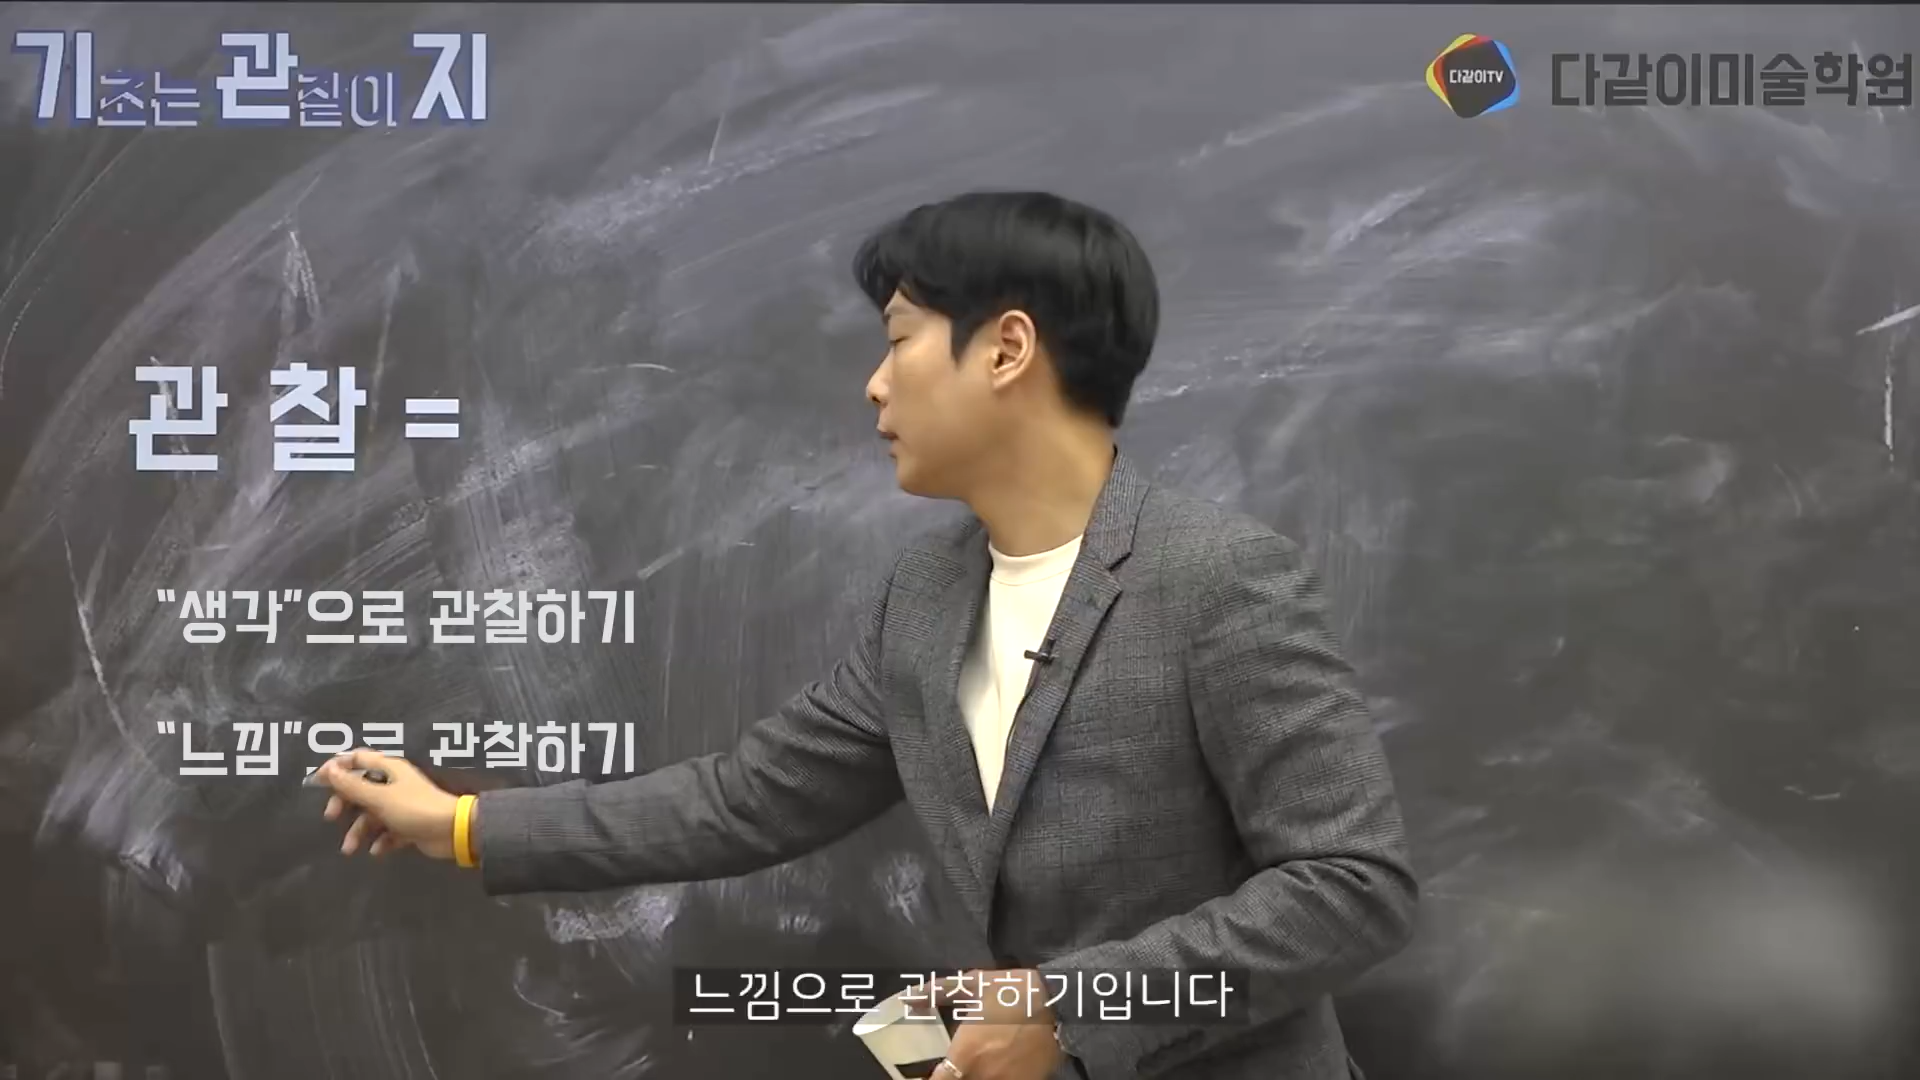 기초는 관찰이 지
다같이TV 다같이미술학원
관찰 =
"생각"으로 관찰하기
"느낌"으로 관찰하기
느낌으로 관찰하기입니다